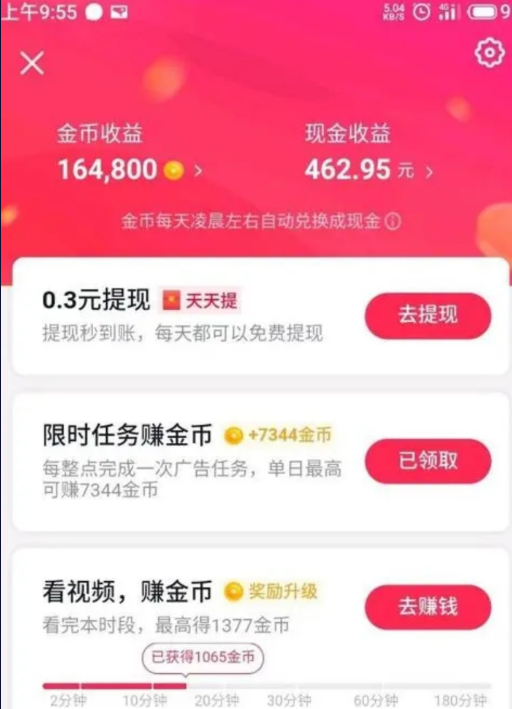 上午9:55 5.04 KB/S 4G 9
金币收益 现金收益
164,800 462.95 元
金币每天凌晨左右自动兑换成现金
0.3元提现 天天提
去提现
提现秒到账，每天都可以免费提现
限时任务赚金币 +7344金币
已领取
每整点完成一次广告任务，单日最高
可赚7344金币
看视频，赚金币 奖励升级
去赚钱
看完本时段，最高得1377金币
已获得1065金币
2分钟 10分钟 20分钟 30分钟 60分钟 180分钟